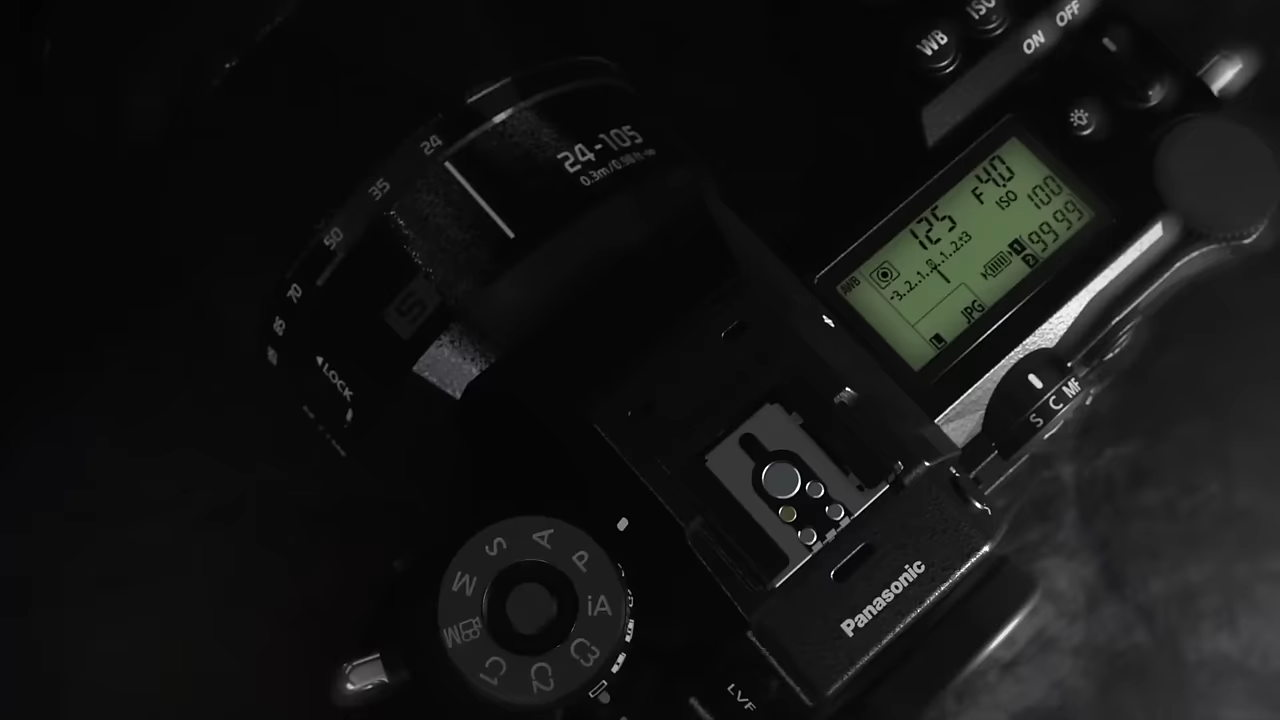 WB
ISO
ON
OFF
24-105
0.3m/0.98ft-∞
24
35
50
70
85
S
LOCK
125
F4.0
ISO
100
AWB
-3..2..1..0..1..2..+3
9999
1
2
L
JPG
S C MF
Panasonic
iA
P
A
S
M
M
C1
C2
C3
LVF